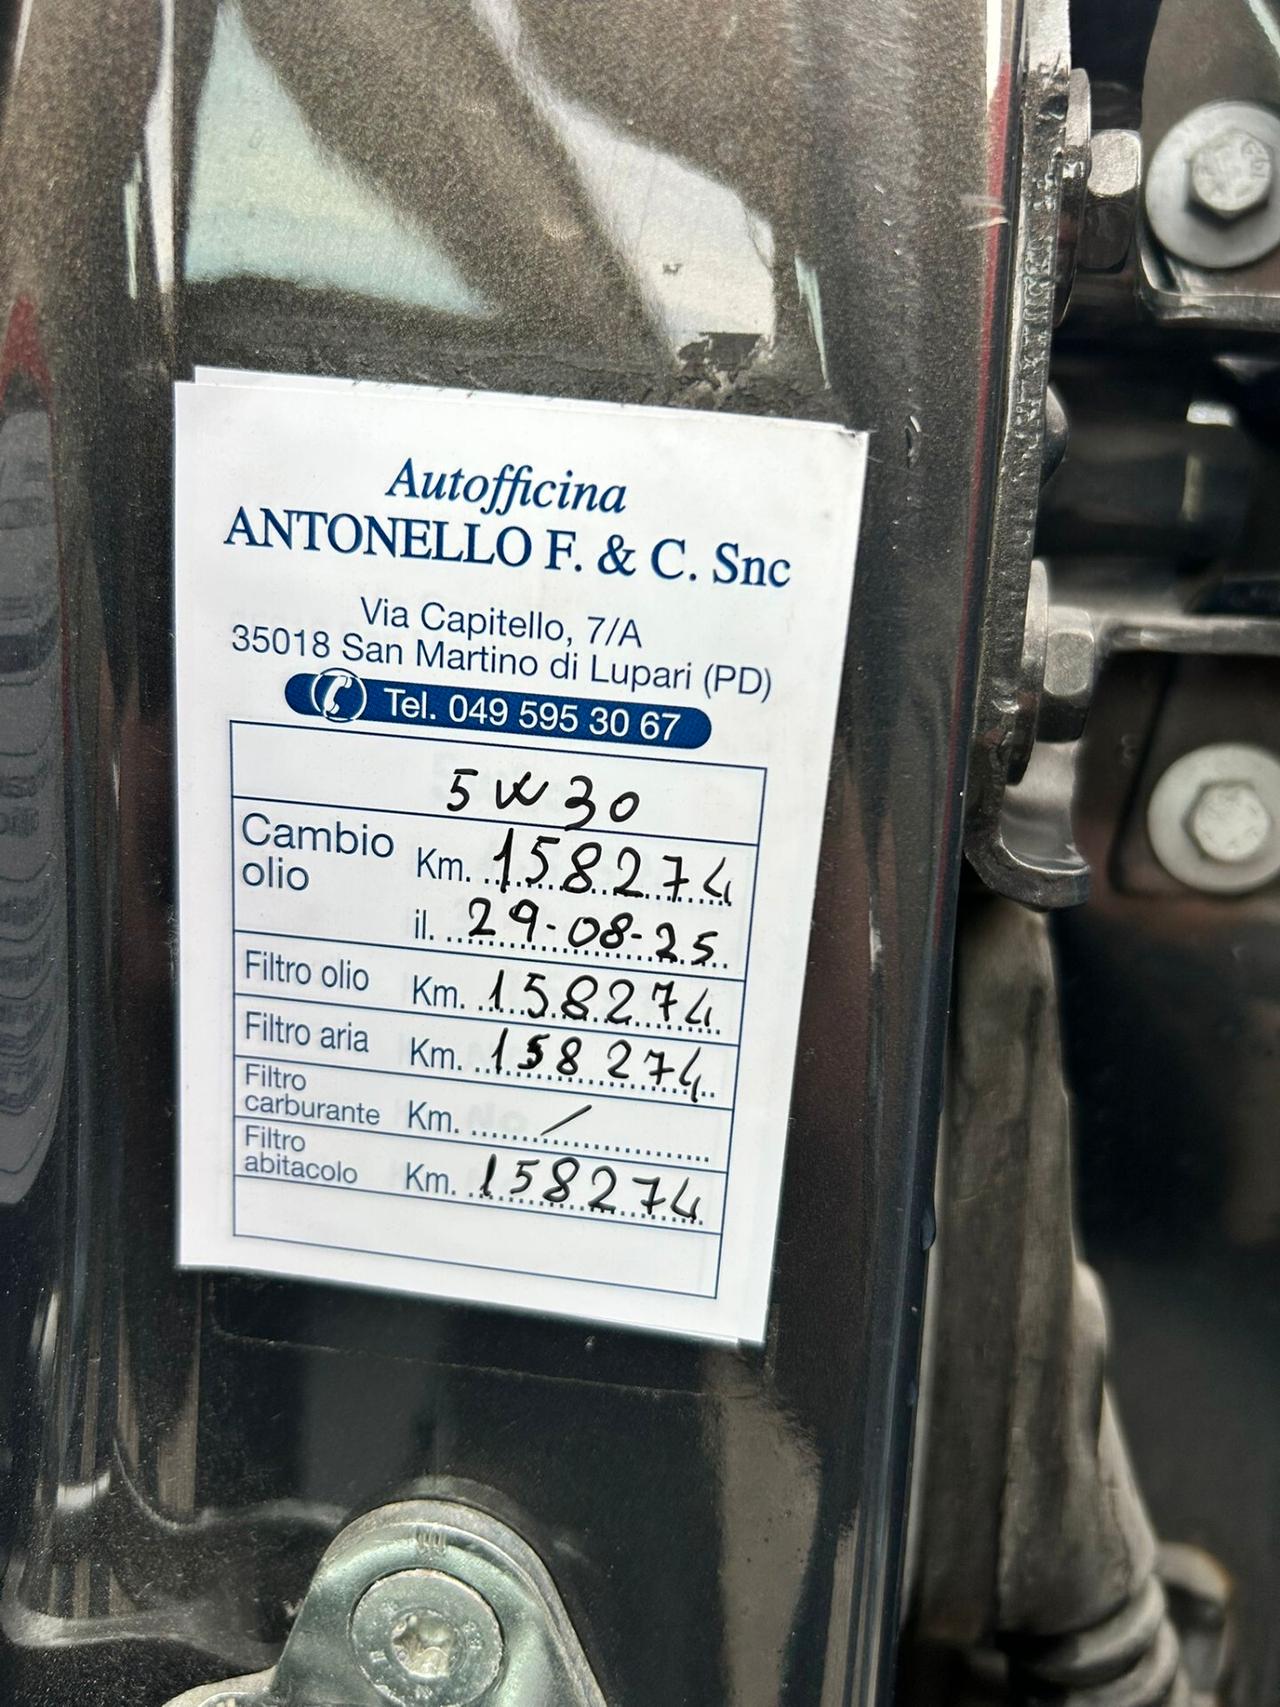 Autofficina
ANTONELLO F. & C. Snc
Via Capitello, 7/A
35018 San Martino di Lupari (PD)
Tel. 049 595 30 67
5W30
Cambio olio Km. 158274
il. 29-08-25
Filtro olio Km. 158274
Filtro aria Km. 158274
Filtro carburante Km. /
Filtro abitacolo Km. 158274